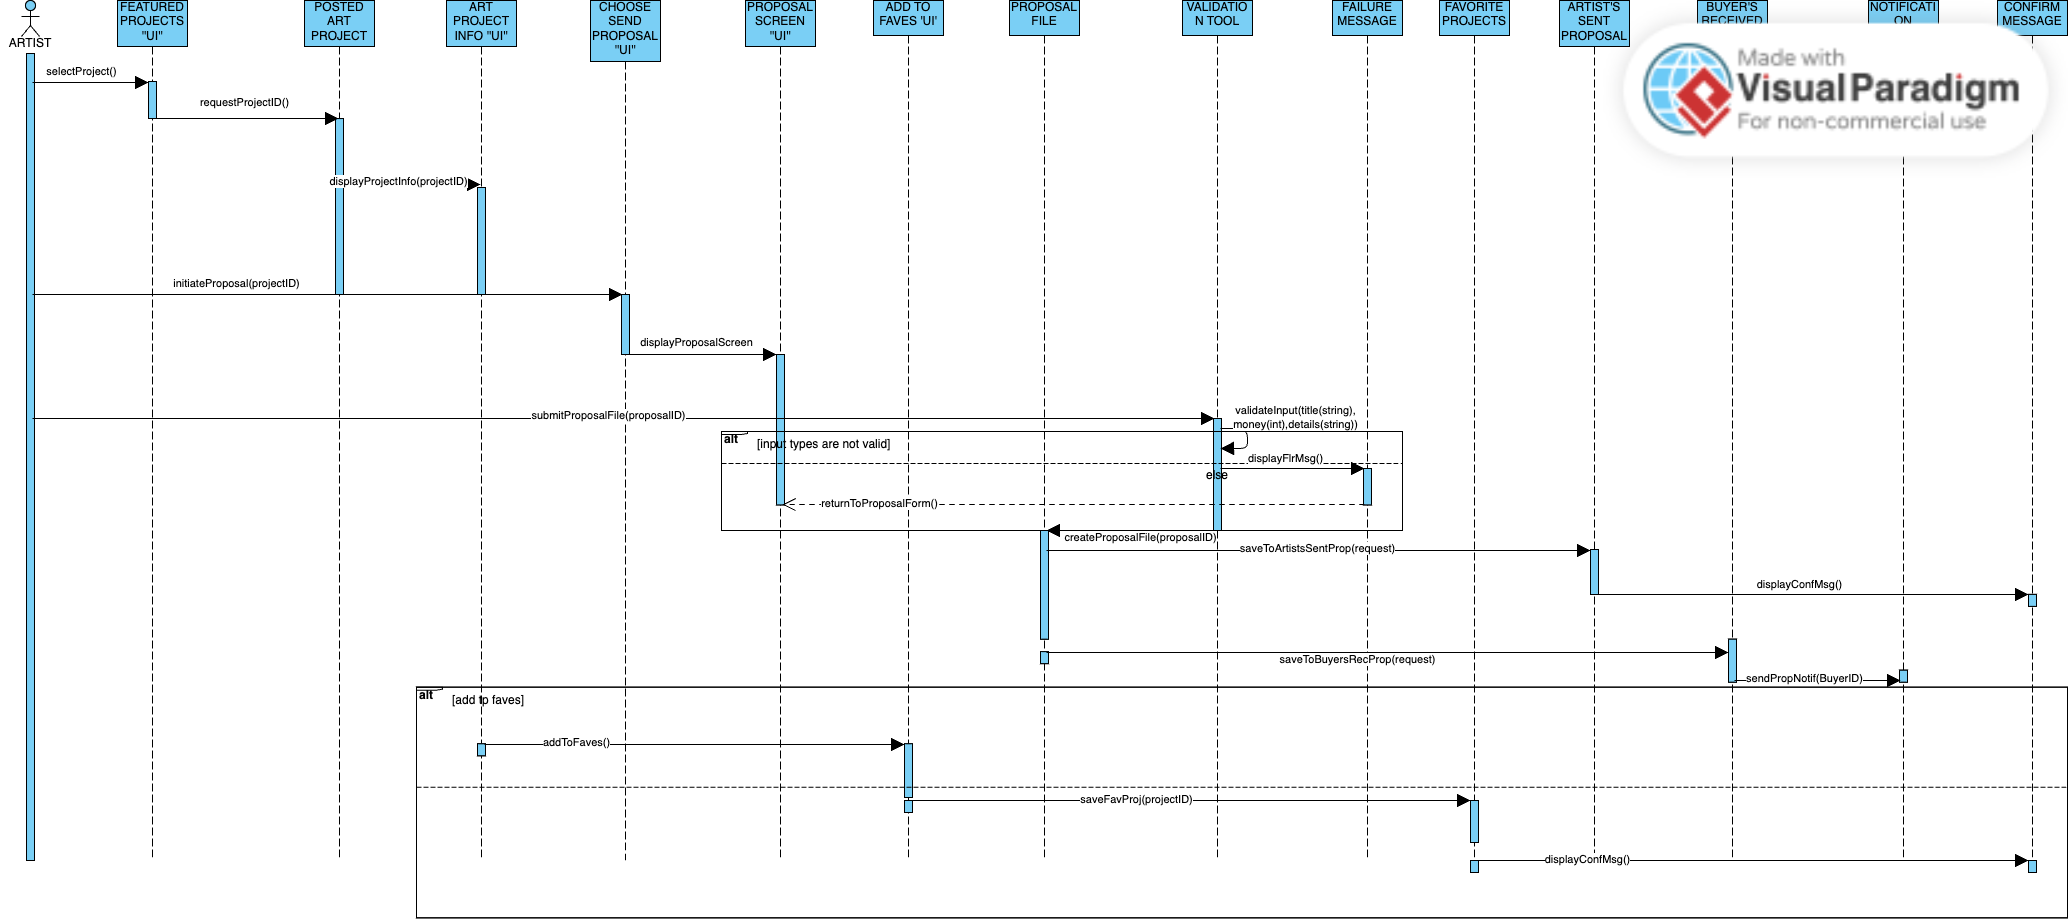 ARTIST
FEATURED
PROJECTS
"UI"
POSTED
ART
PROJECT
ART
PROJECT
INFO "UI"
CHOOSE
SEND
PROPOSAL
"UI"
PROPOSAL
SCREEN
"UI"
ADD TO
FAVES 'UI'
PROPOSAL
FILE
VALIDATIO
N TOOL
FAILURE
MESSAGE
FAVORITE
PROJECTS
ARTIST'S
SENT
PROPOSAL
BUYER'S
RECEIVED
NOTIFICATI
ON
CONFIRM
MESSAGE
Made with
Visual Paradigm
For non-commercial use
selectProject()
requestProjectID()
displayProjectInfo(projectID)
initiateProposal(projectID)
displayProposalScreen
submitProposalFile(proposalID)
validateInput(title(string),
money(int),details(string))
alt
[input types are not valid]
displayFlrMsg()
else
returnToProposalForm()
createProposalFile(proposalID)
saveToArtistsSentProp(request)
displayConfMsg()
saveToBuyersRecProp(request)
sendPropNotif(BuyerID)
alt
[add to faves]
addToFaves()
saveFavProj(projectID)
displayConfMsg()